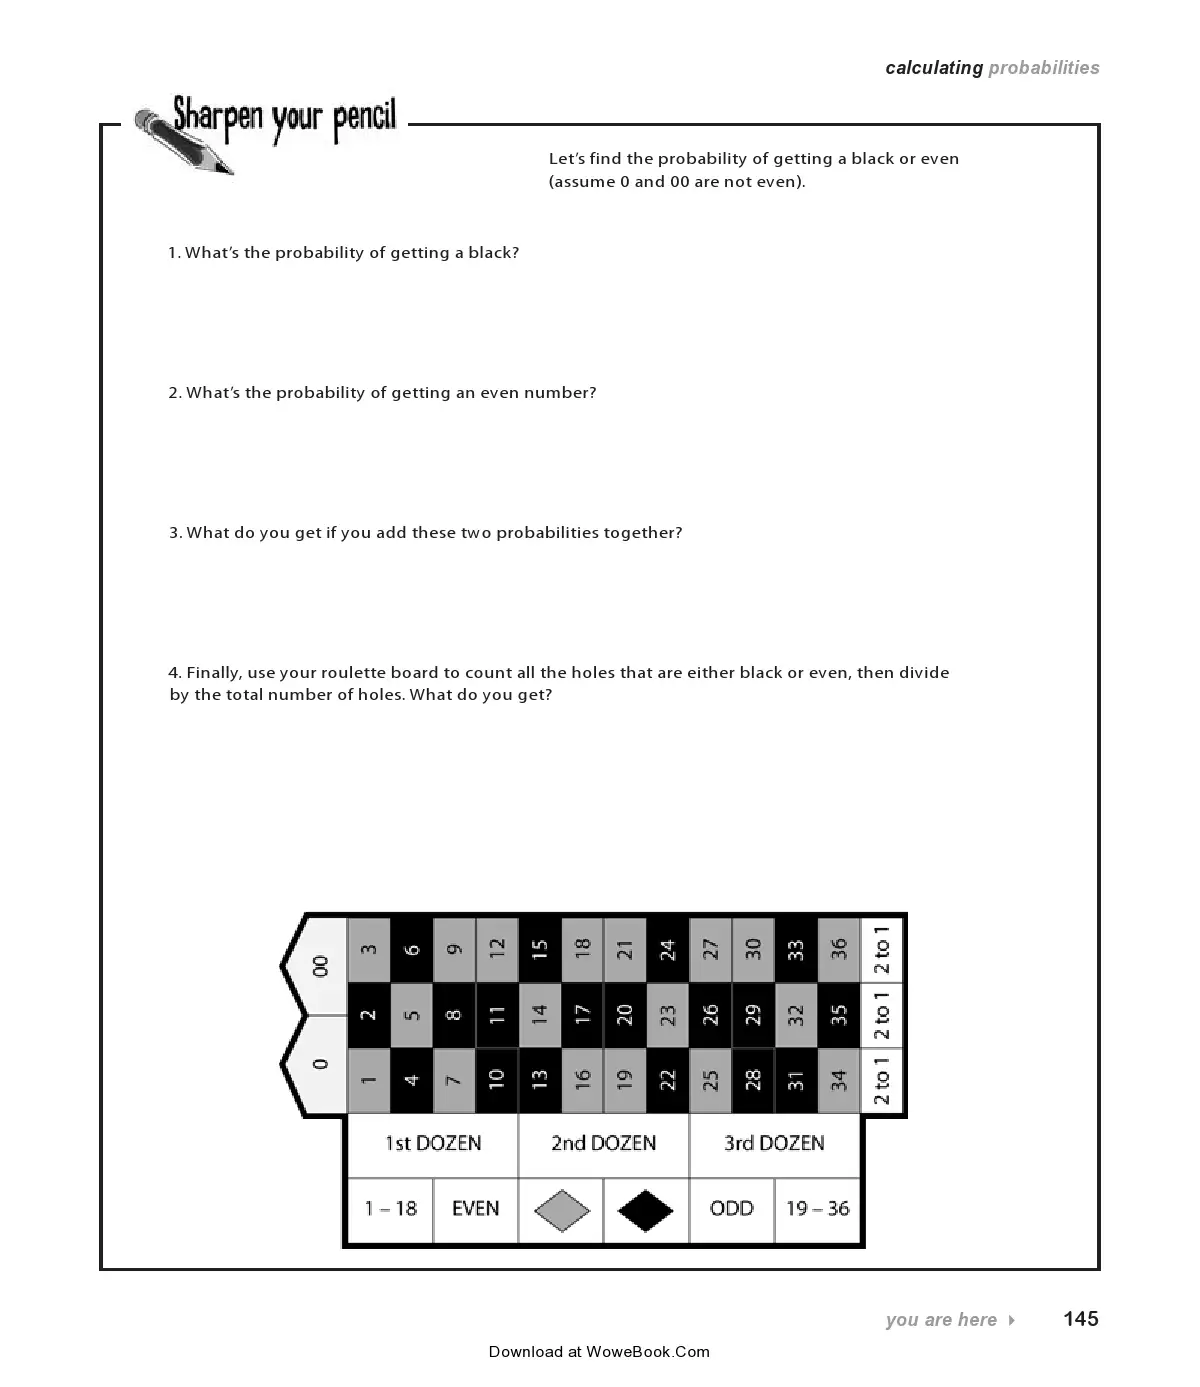 calculating probabilities
Sharpen your pencil
Let’s find the probability of getting a black or even
(assume 0 and 00 are not even).
1. What’s the probability of getting a black?
2. What’s the probability of getting an even number?
3. What do you get if you add these two probabilities together?
4. Finally, use your roulette board to count all the holes that are either black or even, then divide
by the total number of holes. What do you get?
00 3 6 9 12 15 18 21 24 27 30 33 36 2 to 1
2 5 8 11 14 17 20 23 26 29 32 35 2 to 1
0 1 4 7 10 13 16 19 22 25 28 31 34 2 to 1
1st DOZEN 2nd DOZEN 3rd DOZEN
1 – 18 EVEN ODD 19 – 36
you are here 145
Download at WoweBook.Com